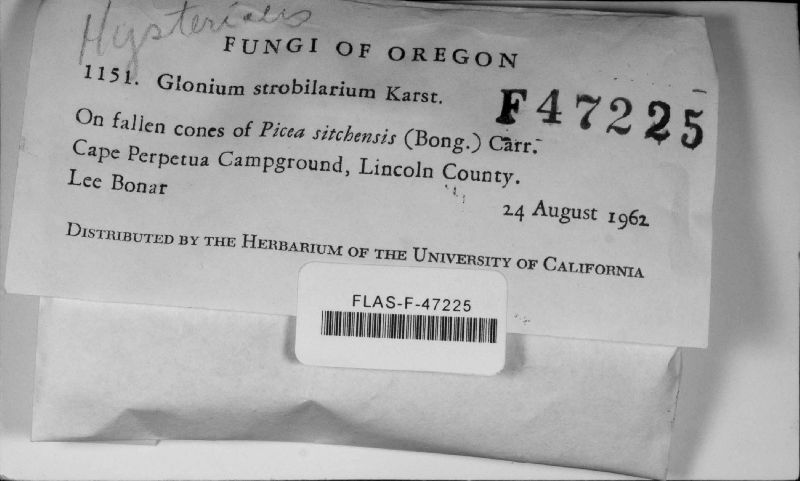 Hysteriales
FUNGI OF OREGON
1151. Glonium strobilarium Karst.
F47225
On fallen cones of Picea sitchensis (Bong.) Carr.
Cape Perpetua Campground, Lincoln County.
Lee Bonar
24 August 1962
DISTRIBUTED BY THE HERBARIUM OF THE UNIVERSITY OF CALIFORNIA
FLAS-F-47225